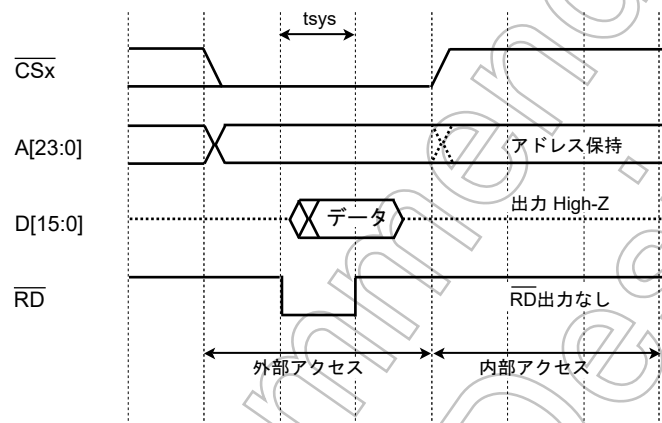 tsys
CSx
A[23:0]
アドレス保持
D[15:0]
データ
出力 High-Z
RD
RD出力なし
外部アクセス
内部アクセス